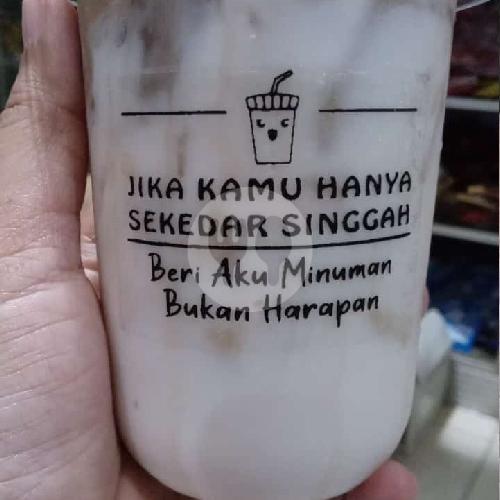 JIKA KAMU HANYA
SEKEDAR SINGGAH
Beri Aku Minuman
Bukan Harapan